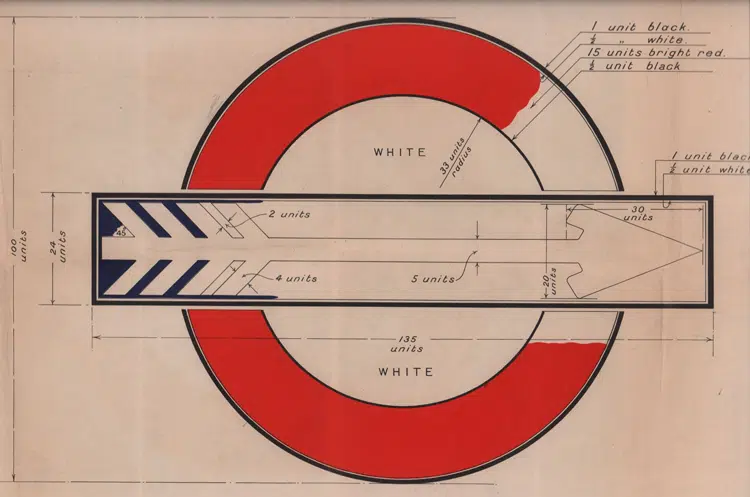 1 unit black.
½ „ white.
15 units bright red.
½ unit black
WHITE
33 units
radius
1 unit blac
½ unit white
100
units
24
units
45°
2 units
30
units
4 units
5 units
20
units
135
units
WHITE